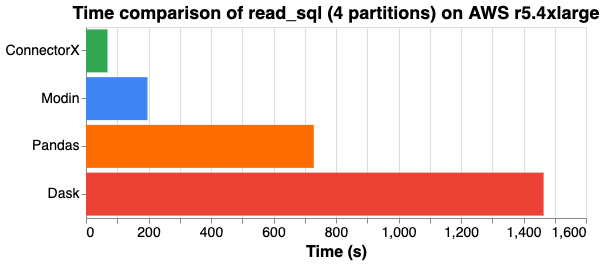 Time comparison of read_sql (4 partitions) on AWS r5.4xlarge
ConnectorX
Modin
Pandas
Dask
0 200 400 600 800 1,000 1,200 1,400 1,600
Time (s)